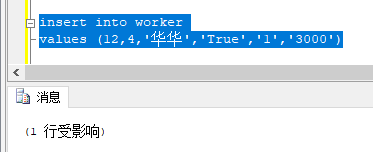 insert into worker
values (12,4,'华华','True','1','3000')
消息
(1 行受影响)